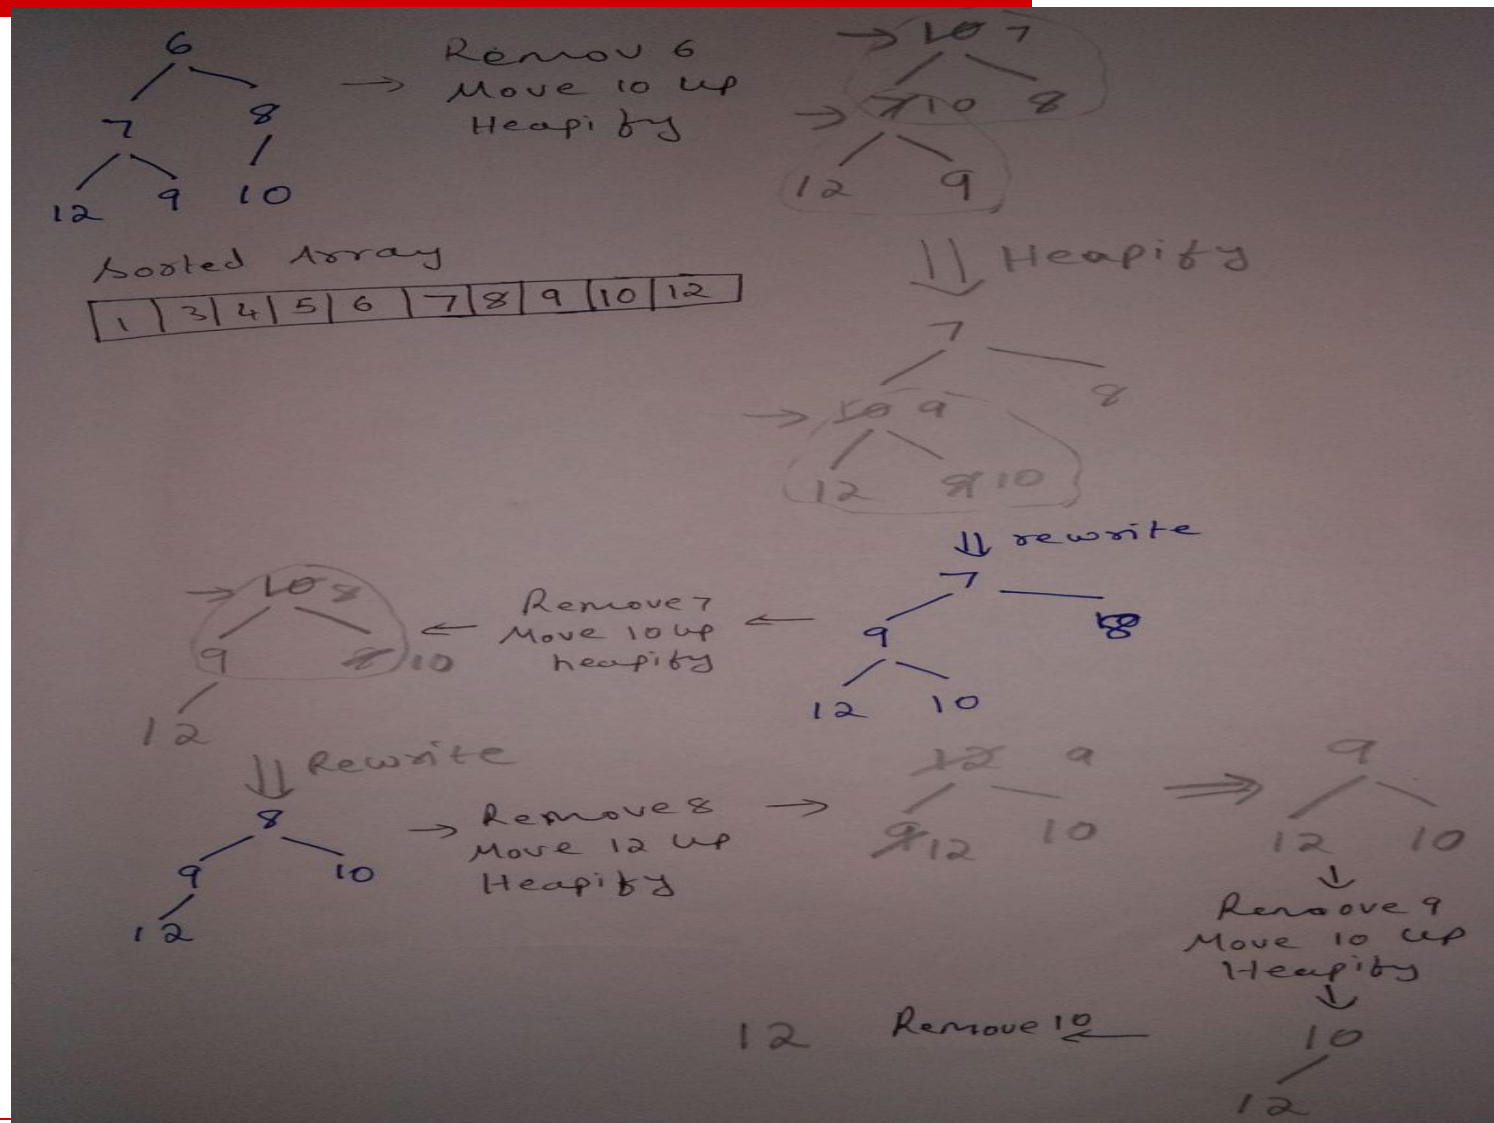 6
7 8
12 9 10
Remov 6
Move 10 up
Heapify
10 7
7 10 8
12 9
Sorted Array
1 3 4 5 6 7 8 9 10 12
Heapify
7
10 9 8
12 9 10
rewrite
7
9 8
12 10
Remove 7
Move 10 up
heapify
10 8
9 8 10
12
Rewrite
8
9 10
12
Remove 8
Move 12 up
Heapify
12 9
9 12 10
9
12 10
Remoove 9
Move 10 up
Heapify
10
12
Remove 10
12